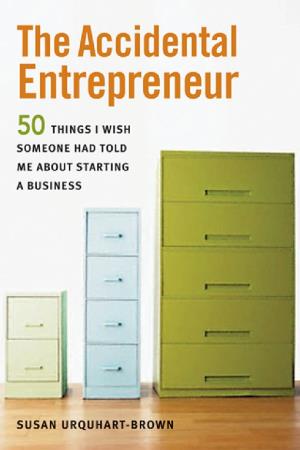 The Accidental
Entrepreneur
50 THINGS I WISH
SOMEONE HAD TOLD
ME ABOUT STARTING
A BUSINESS
SUSAN URQUHART-BROWN